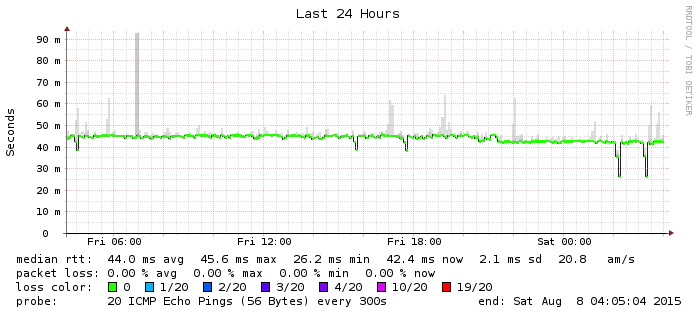 Last 24 Hours
RRDTOOL / TOBI OETIKER
Seconds
90 m
80 m
70 m
60 m
50 m
40 m
30 m
20 m
10 m
0
Fri 06:00 Fri 12:00 Fri 18:00 Sat 00:00
median rtt: 44.0 ms avg 45.6 ms max 26.2 ms min 42.4 ms now 2.1 ms sd 20.8 am/s
packet loss: 0.00 % avg 0.00 % max 0.00 % min 0.00 % now
loss color: 0 1/20 2/20 3/20 4/20 10/20 19/20
probe: 20 ICMP Echo Pings (56 Bytes) every 300s end: Sat Aug 8 04:05:04 2015